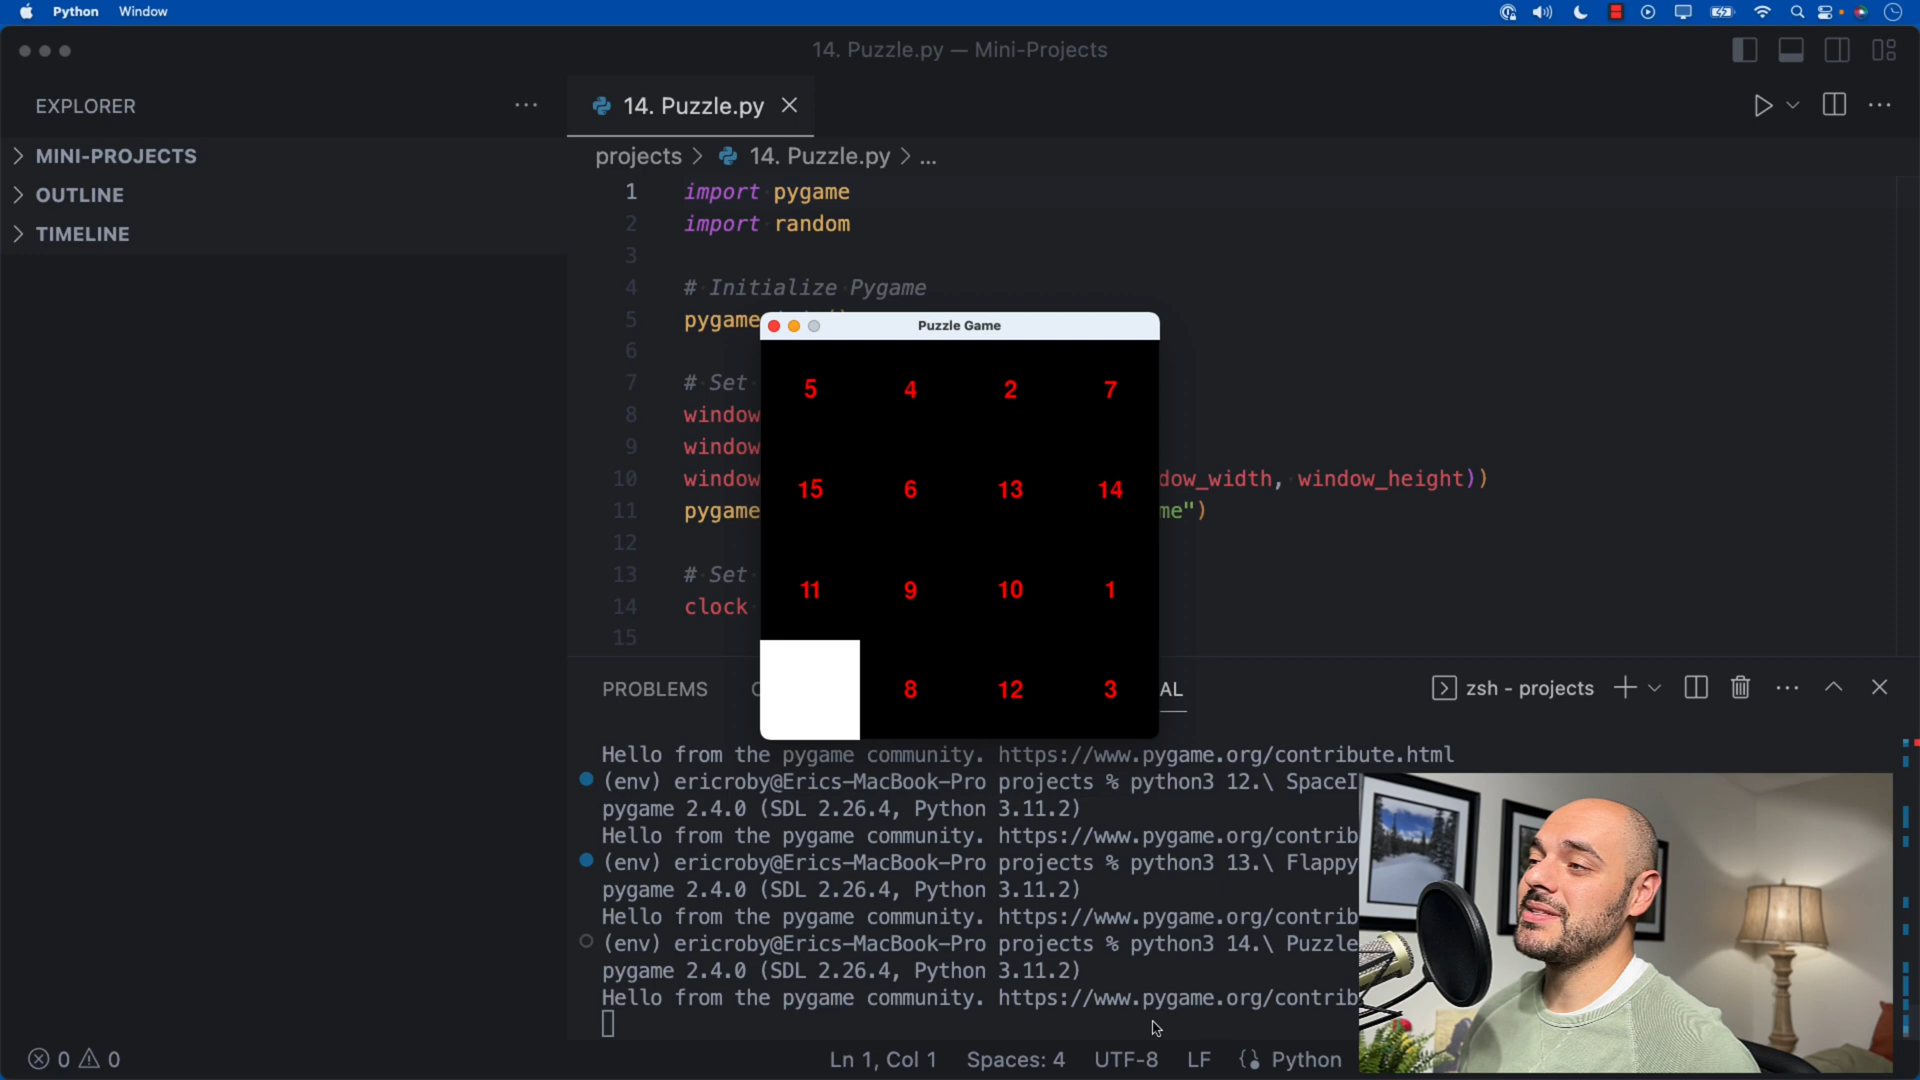 Python Window
14. Puzzle.py — Mini-Projects
EXPLORER
14. Puzzle.py
MINI-PROJECTS
OUTLINE
TIMELINE
projects > 14. Puzzle.py > ...
1 import pygame
2 import random
3
4 # Initialize Pygame
5 pygame
6
7 # Set
8 window
9 window
10 window dow_width, window_height))
11 pygame me")
12
13 # Set
14 clock
15
Puzzle Game
5 4 2 7
15 6 13 14
11 9 10 1
8 12 3
PROBLEMS AL
zsh - projects
Hello from the pygame community. https://www.pygame.org/contribute.html
(env) ericroby@Erics-MacBook-Pro projects % python3 12.\ SpaceI
pygame 2.4.0 (SDL 2.26.4, Python 3.11.2)
Hello from the pygame community. https://www.pygame.org/contrib
(env) ericroby@Erics-MacBook-Pro projects % python3 13.\ Flappy
pygame 2.4.0 (SDL 2.26.4, Python 3.11.2)
Hello from the pygame community. https://www.pygame.org/contrib
(env) ericroby@Erics-MacBook-Pro projects % python3 14.\ Puzzle
pygame 2.4.0 (SDL 2.26.4, Python 3.11.2)
Hello from the pygame community. https://www.pygame.org/contrib
0 0 Ln 1, Col 1 Spaces: 4 UTF-8 LF Python